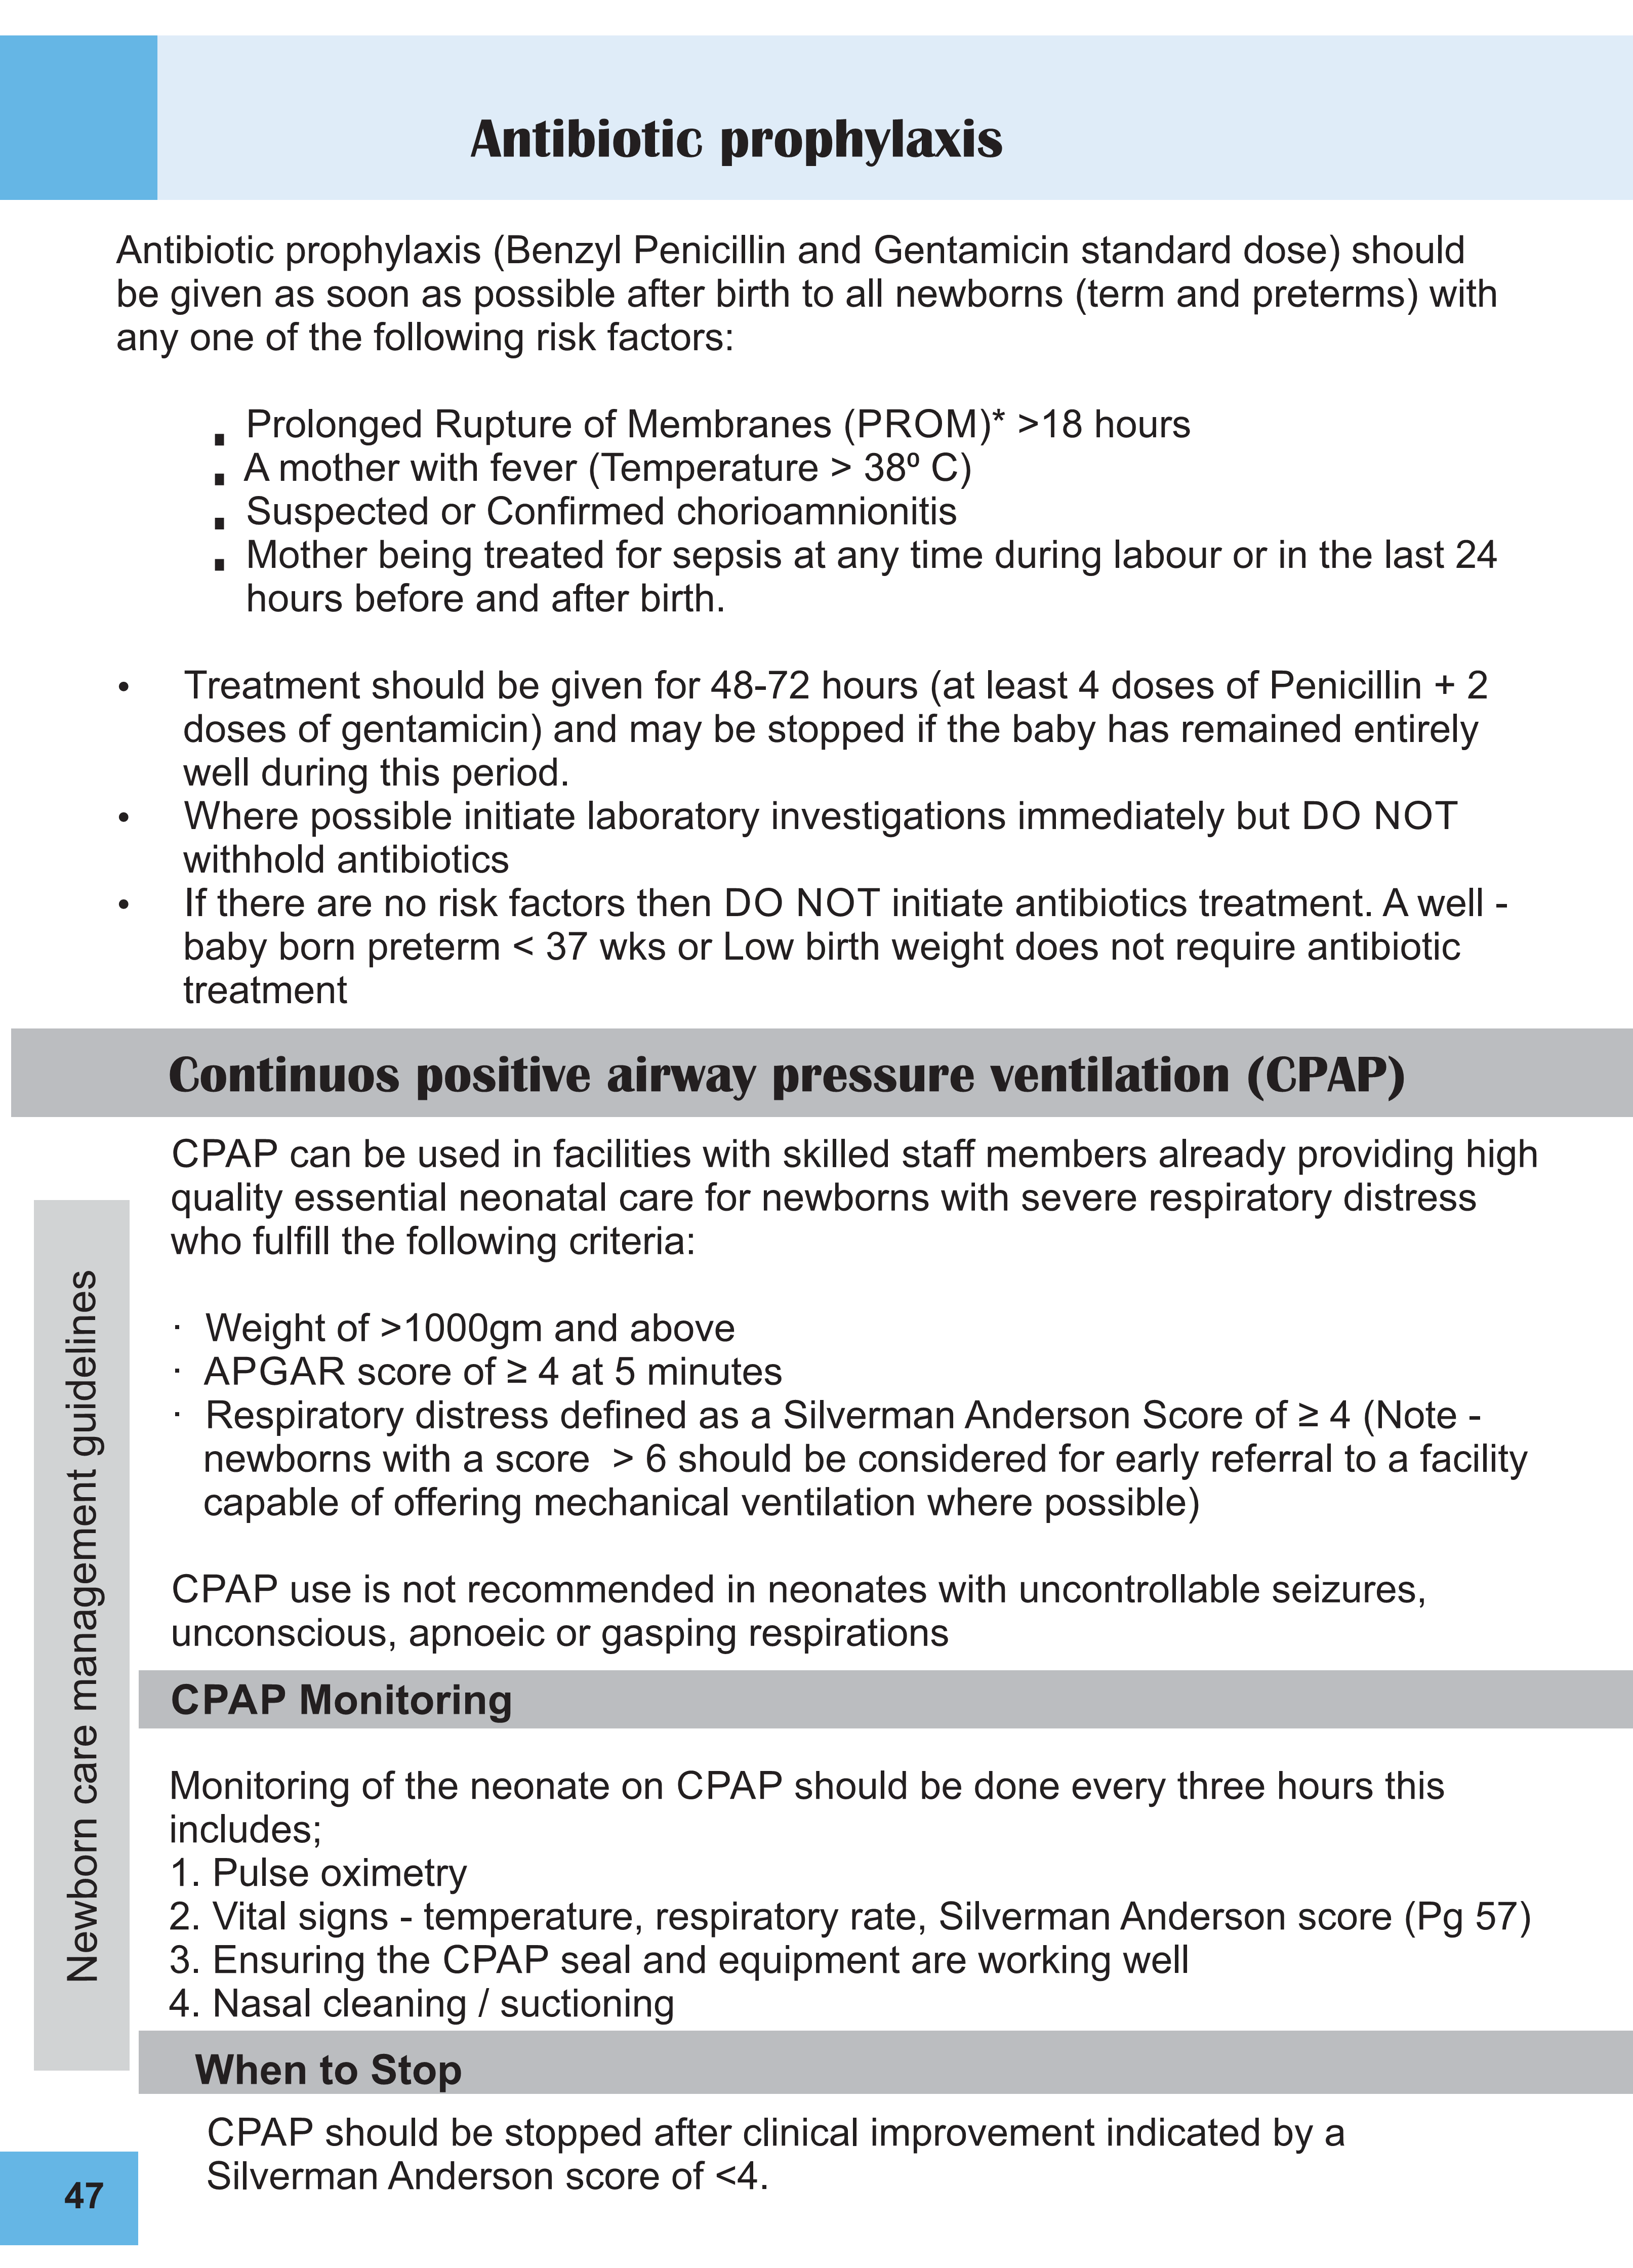 Antibiotic prophylaxis
Antibiotic prophylaxis (Benzyl Penicillin and Gentamicin standard dose) should
be given as soon as possible after birth to all newborns (term and preterms) with
any one of the following risk factors:
▪ Prolonged Rupture of Membranes (PROM)* >18 hours
▪ A mother with fever (Temperature > 38º C)
▪ Suspected or Confirmed chorioamnionitis
▪ Mother being treated for sepsis at any time during labour or in the last 24
hours before and after birth.
• Treatment should be given for 48-72 hours (at least 4 doses of Penicillin + 2
doses of gentamicin) and may be stopped if the baby has remained entirely
well during this period.
• Where possible initiate laboratory investigations immediately but DO NOT
withhold antibiotics
• If there are no risk factors then DO NOT initiate antibiotics treatment. A well -
baby born preterm < 37 wks or Low birth weight does not require antibiotic
treatment
Continuos positive airway pressure ventilation (CPAP)
CPAP can be used in facilities with skilled staff members already providing high
quality essential neonatal care for newborns with severe respiratory distress
who fulfill the following criteria:
· Weight of >1000gm and above
· APGAR score of ≥ 4 at 5 minutes
· Respiratory distress defined as a Silverman Anderson Score of ≥ 4 (Note -
newborns with a score > 6 should be considered for early referral to a facility
capable of offering mechanical ventilation where possible)
CPAP use is not recommended in neonates with uncontrollable seizures,
unconscious, apnoeic or gasping respirations
CPAP Monitoring
Monitoring of the neonate on CPAP should be done every three hours this
includes;
1. Pulse oximetry
2. Vital signs - temperature, respiratory rate, Silverman Anderson score (Pg 57)
3. Ensuring the CPAP seal and equipment are working well
4. Nasal cleaning / suctioning
When to Stop
CPAP should be stopped after clinical improvement indicated by a
Silverman Anderson score of <4.
Newborn care management guidelines
47